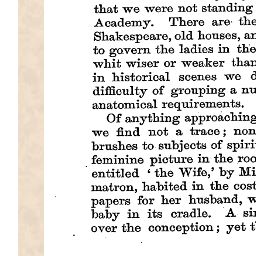 that we were not standing
Academy. There are the
Shakespeare, old houses, an
to govern the ladies in the
whit wiser or weaker than
in historical scenes we d
difficulty of grouping a nu
anatomical requirements.
Of anything approaching
we find not a trace; non
brushes to subjects of spiri
feminine picture in the roo
entitled ‘the Wife,’ by Mi
matron, habited in the cost
papers for her husband, w
baby in its cradle. A sin
over the conception; yet t